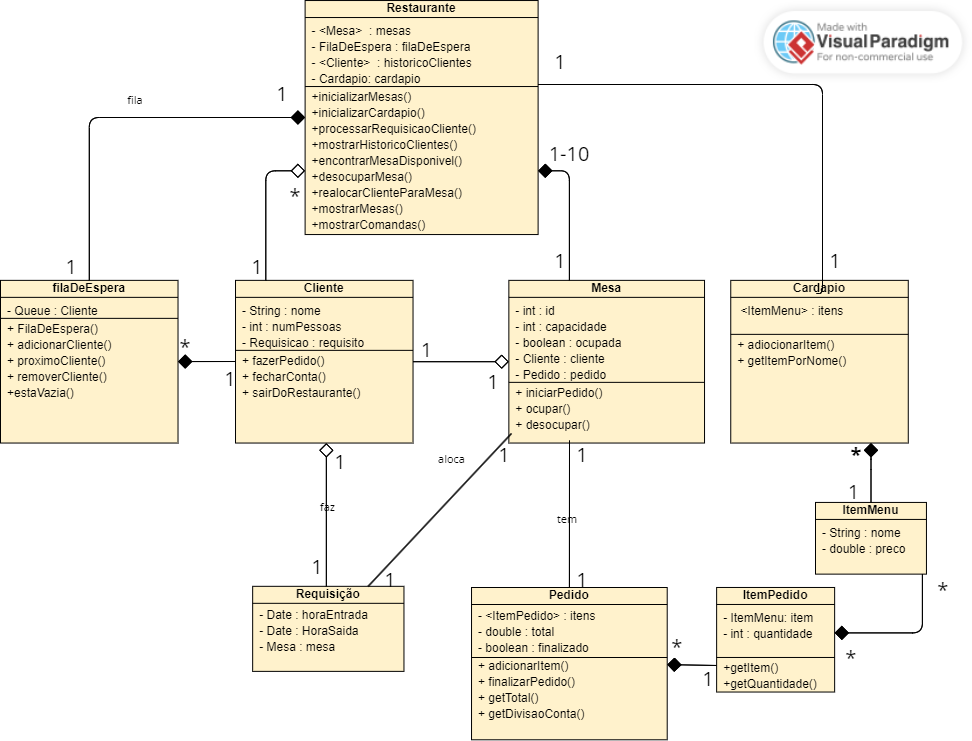 Restaurante
- <Mesa> : mesas
- FilaDeEspera : filaDeEspera
- <Cliente> : historicoClientes
- Cardapio: cardapio
+inicializarMesas()
+inicializarCardapio()
+processarRequisicaoCliente()
+mostrarHistoricoClientes()
+encontrarMesaDisponivel()
+desocuparMesa()
+realocarClienteParaMesa()
+mostrarMesas()
+mostrarComandas()
Made with
Visual Paradigm
For non-commercial use
1
fila
1
1-10
*
1
1
1
1
filaDeEspera
- Queue : Cliente
+ FilaDeEspera()
+ adicionarCliente()
+ proximoCliente()
+ removerCliente()
+estaVazia()
*
1
Cliente
- String : nome
- int : numPessoas
- Requisicao : requisito
+ fazerPedido()
+ fecharConta()
+ sairDoRestaurante()
1
1
Mesa
- int : id
- int : capacidade
- boolean : ocupada
- Cliente : cliente
- Pedido : pedido
+ iniciarPedido()
+ ocupar()
+ desocupar()
Cardapio
<ItemMenu> : itens
+ adiocionarItem()
+ getItemPorNome()
1
aloca
1
1
*
1
faz
tem
ItemMenu
- String : nome
- double : preco
1
1
1
*
*
Requisição
- Date : horaEntrada
- Date : HoraSaida
- Mesa : mesa
Pedido
- <ItemPedido> : itens
- double : total
- boolean : finalizado
+ adicionarItem()
+ finalizarPedido()
+ getTotal()
+ getDivisaoConta()
*
1
ItemPedido
- ItemMenu: item
- int : quantidade
+getItem()
+getQuantidade()